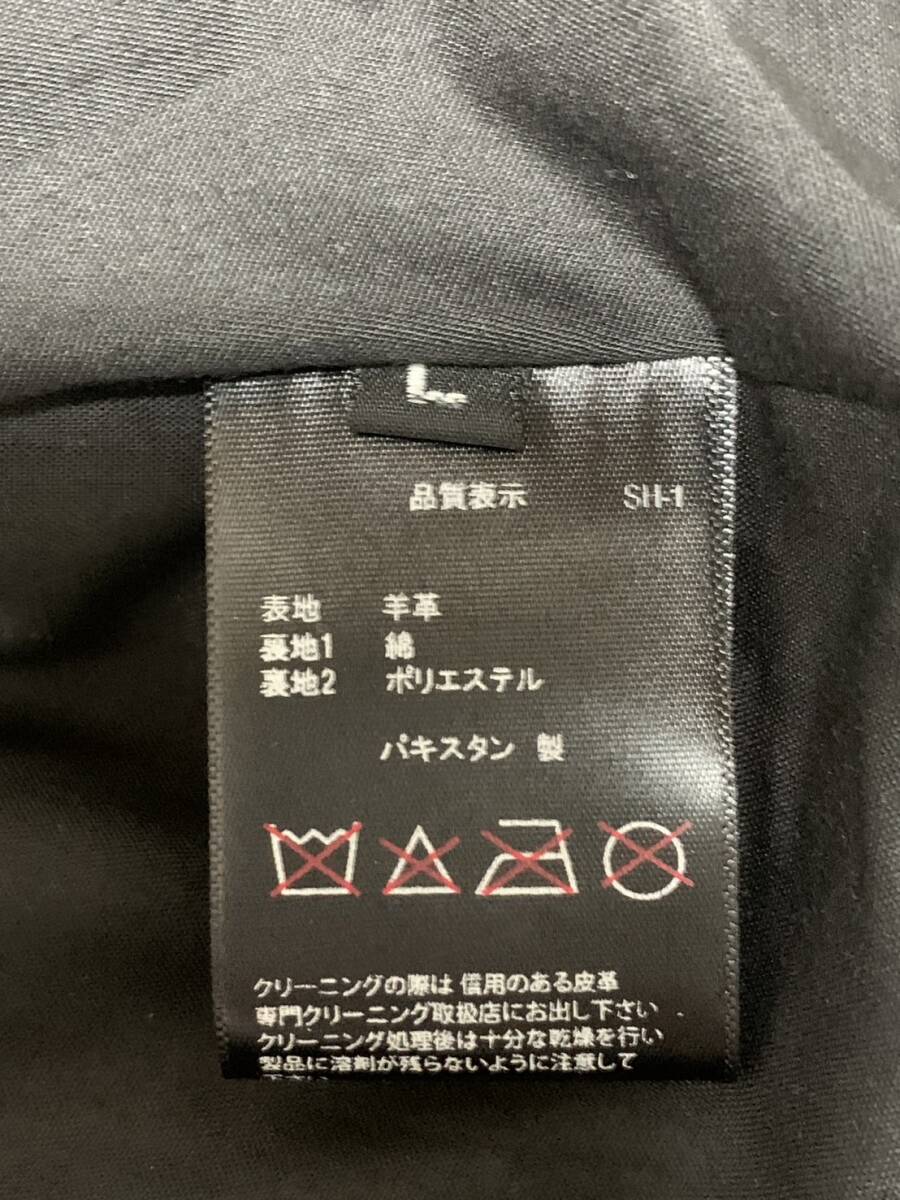 L
品質表示 SH-1
表地 羊革
裏地1 綿
裏地2 ポリエステル
パキスタン 製
クリーニングの際は 信用のある皮革
専門クリーニング取扱店にお出し下さい
クリーニング処理後は十分な乾燥を行い
製品に溶剤が残らないように注意して
下さい